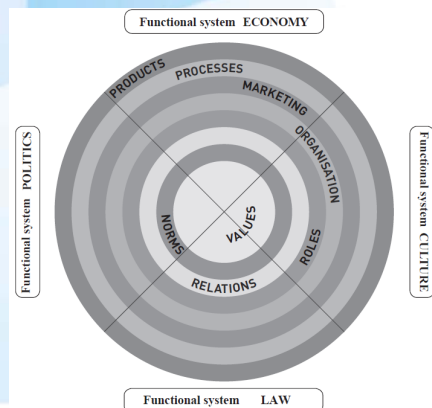 Functional system ECONOMY
PRODUCTS
PROCESSES
MARKETING
ORGANISATION
ROLES
RELATIONS
NORMS
VALUES
Functional system POLITICS
Functional system CULTURE
Functional system LAW